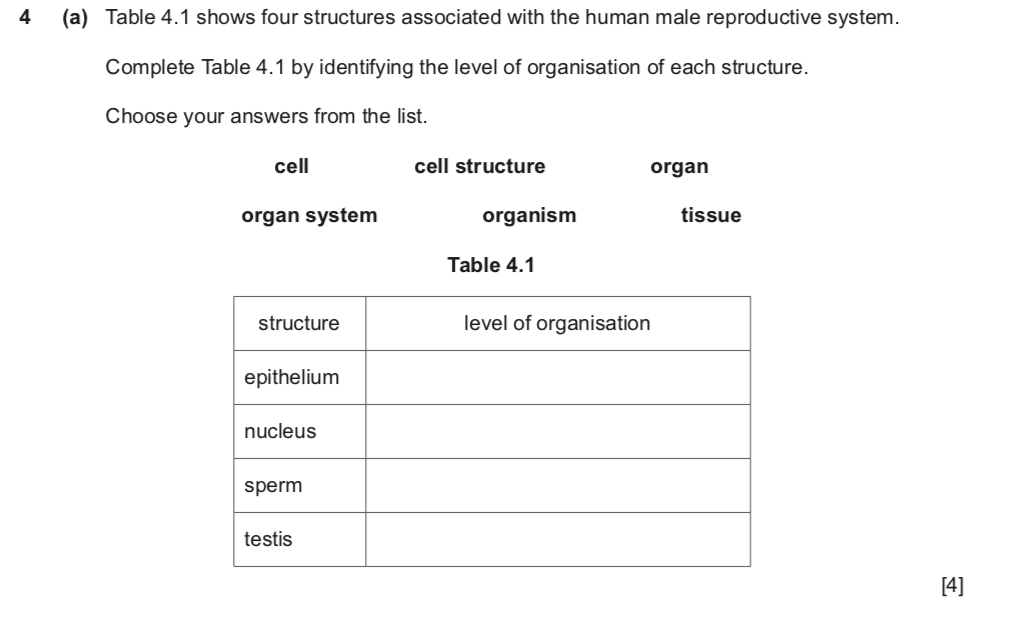 4 (a) Table 4.1 shows four structures associated with the human male reproductive system.
Complete Table 4.1 by identifying the level of organisation of each structure.
Choose your answers from the list.
cell cell structure organ
organ system organism tissue
Table 4.1
structure level of organisation
epithelium
nucleus
sperm
testis
[4]